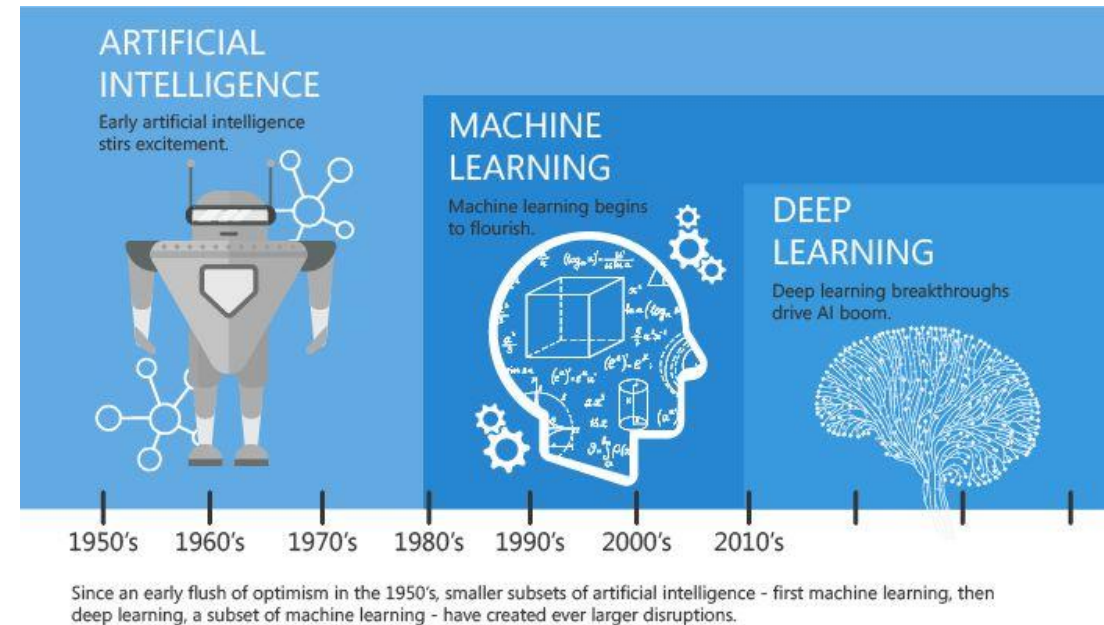 ARTIFICIAL
INTELLIGENCE
Early artificial intelligence
stirs excitement.
MACHINE
LEARNING
Machine learning begins
to flourish.
DEEP
LEARNING
Deep learning breakthroughs
drive AI boom.
1950's 1960's 1970's 1980's 1990's 2000's 2010's
Since an early flush of optimism in the 1950's, smaller subsets of artificial intelligence - first machine learning, then
deep learning, a subset of machine learning - have created ever larger disruptions.